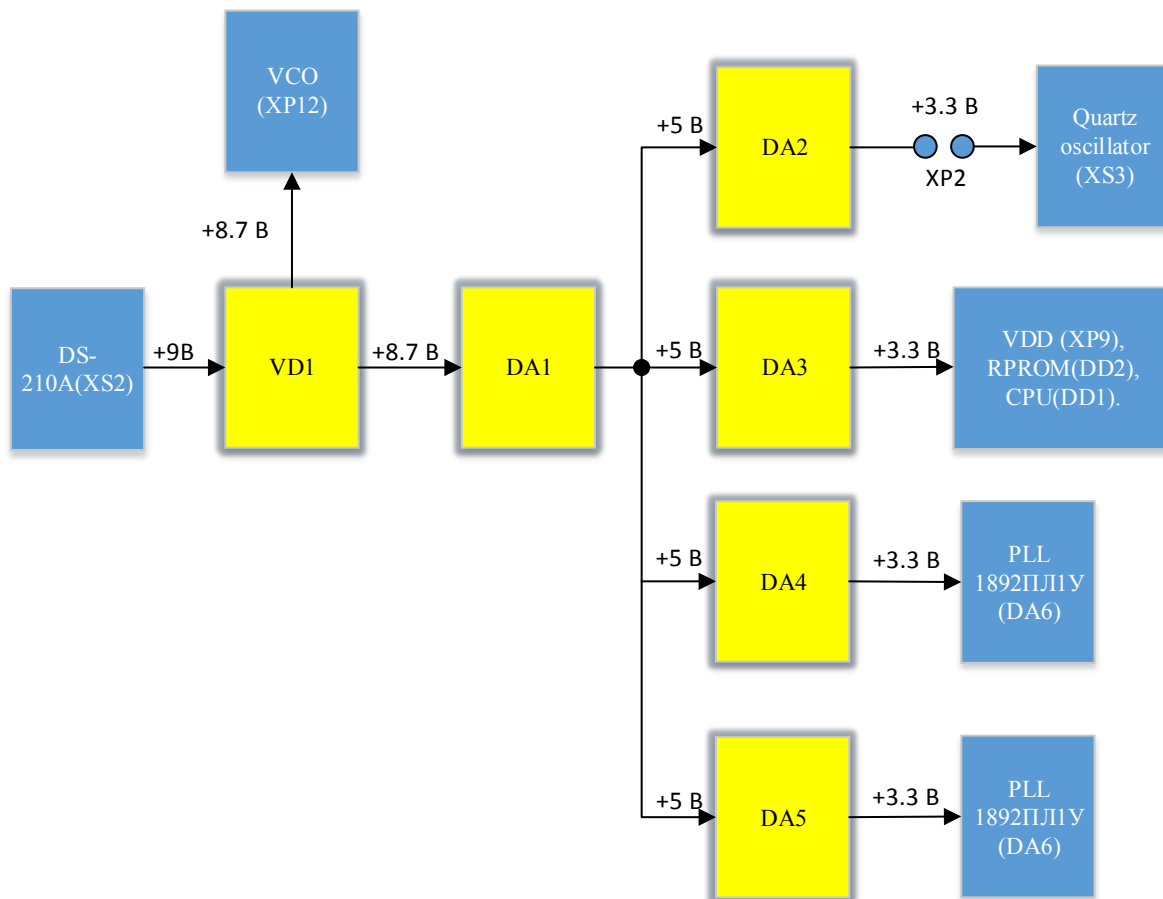 VCO
(XP12)
+8.7 В
DS-
210A(XS2)
+9В
VD1
+8.7 В
DA1
+5 В
DA2
+3.3 В
XP2
Quartz
oscillator
(XS3)
+5 В
DA3
+3.3 В
VDD (XP9),
RPROM(DD2),
CPU(DD1).
+5 В
DA4
+3.3 В
PLL
1892ПЛ1У
(DA6)
+5 В
DA5
+3.3 В
PLL
1892ПЛ1У
(DA6)